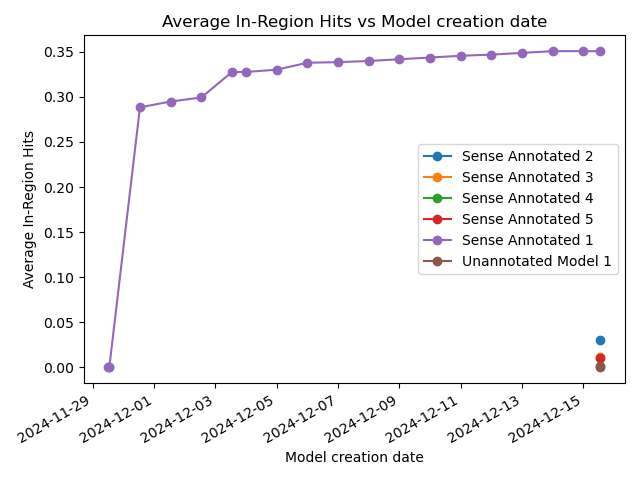 Average In-Region Hits vs Model creation date
Average In-Region Hits
0.35
0.30
0.25
0.20
0.15
0.10
0.05
0.00
Sense Annotated 2
Sense Annotated 3
Sense Annotated 4
Sense Annotated 5
Sense Annotated 1
Unannotated Model 1
2024-11-29
2024-12-01
2024-12-03
2024-12-05
2024-12-07
2024-12-09
2024-12-11
2024-12-13
2024-12-15
Model creation date